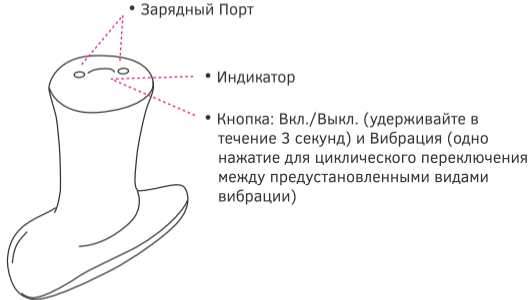 • Зарядный Порт
• Индикатор
• Кнопка: Вкл./Выкл. (удерживайте в
течение 3 секунд) и Вибрация (одно
нажатие для циклического переключения
между предустановленными видами
вибрации)